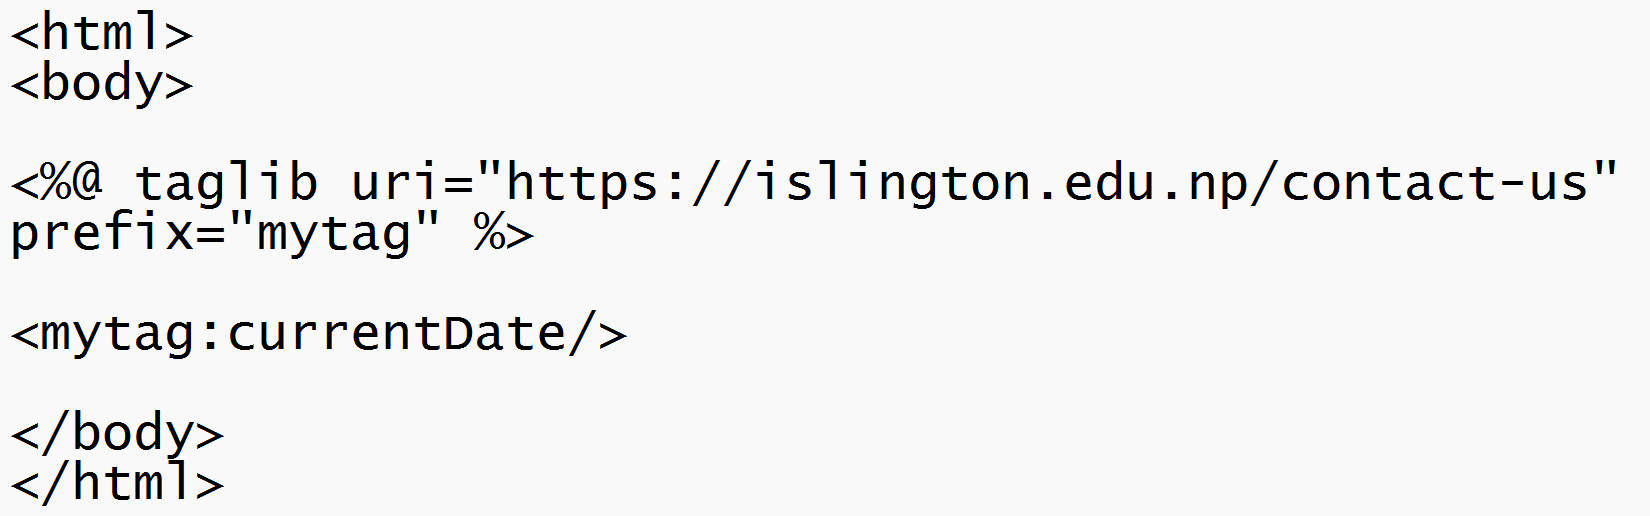 <html>
<body>
<%@ taglib uri="https://islington.edu.np/contact-us"
prefix="mytag" %>
<mytag:currentDate/>
</body>
</html>